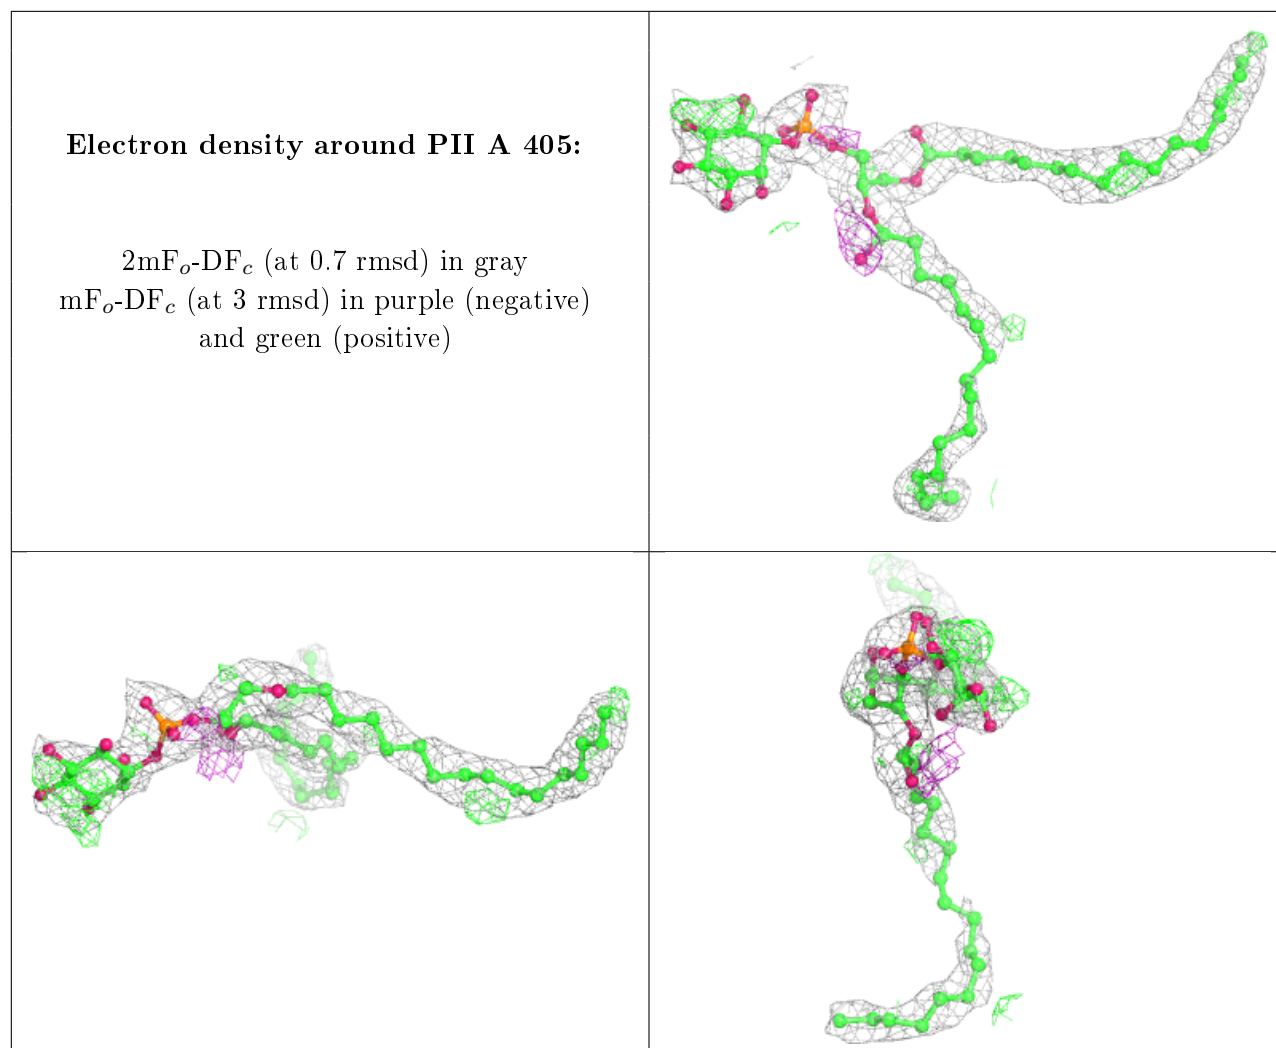 Electron density around PII A 405:
2mFₒ-DF𝒸 (at 0.7 rmsd) in gray
mFₒ-DF𝒸 (at 3 rmsd) in purple (negative)
and green (positive)